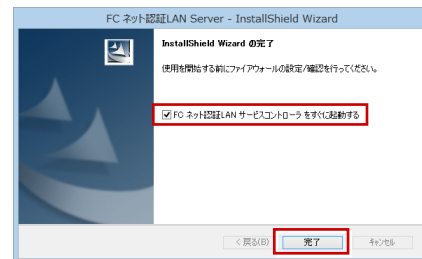 FC ネット認証LAN Server - InstallShield Wizard
InstallShield Wizard の完了
使用を開始する前にファイアウォールの設定/確認を行ってください。
FC ネット認証LAN サービスコントローラ をすぐに起動する
< 戻る(B)
完了
キャンセル